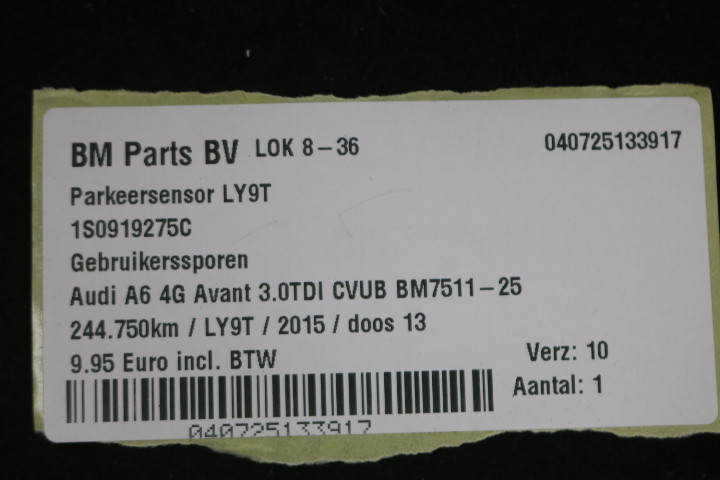 BM Parts BV LOK 8-36 040725133917
Parkeersensor LY9T
1S0919275C
Gebruikerssporen
Audi A6 4G Avant 3.0TDI CVUB BM7511-25
244.750km / LY9T / 2015 / doos 13
9.95 Euro incl. BTW Verz: 10
Aantal: 1
040725133917